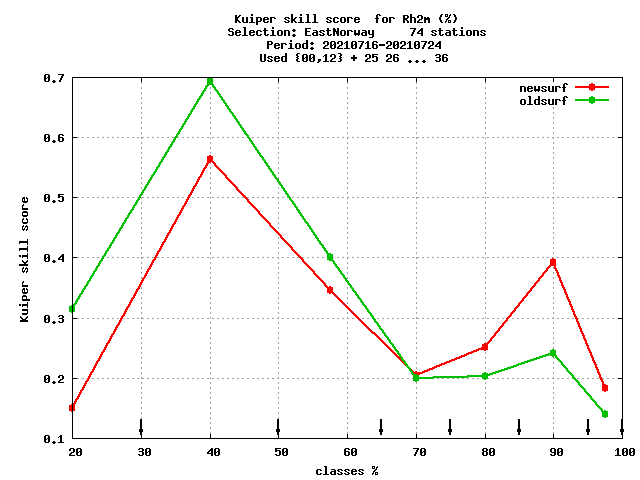 Kuiper skill score  for Rh2m (%)
Selection: EastNorway     74 stations
Period: 20210716-20210724
Used {00,12} + 25 26 ... 36
newsurf
oldsurf
0.7
0.6
0.5
0.4
0.3
0.2
0.1
Kuiper skill score
20 30 40 50 60 70 80 90 100
classes %